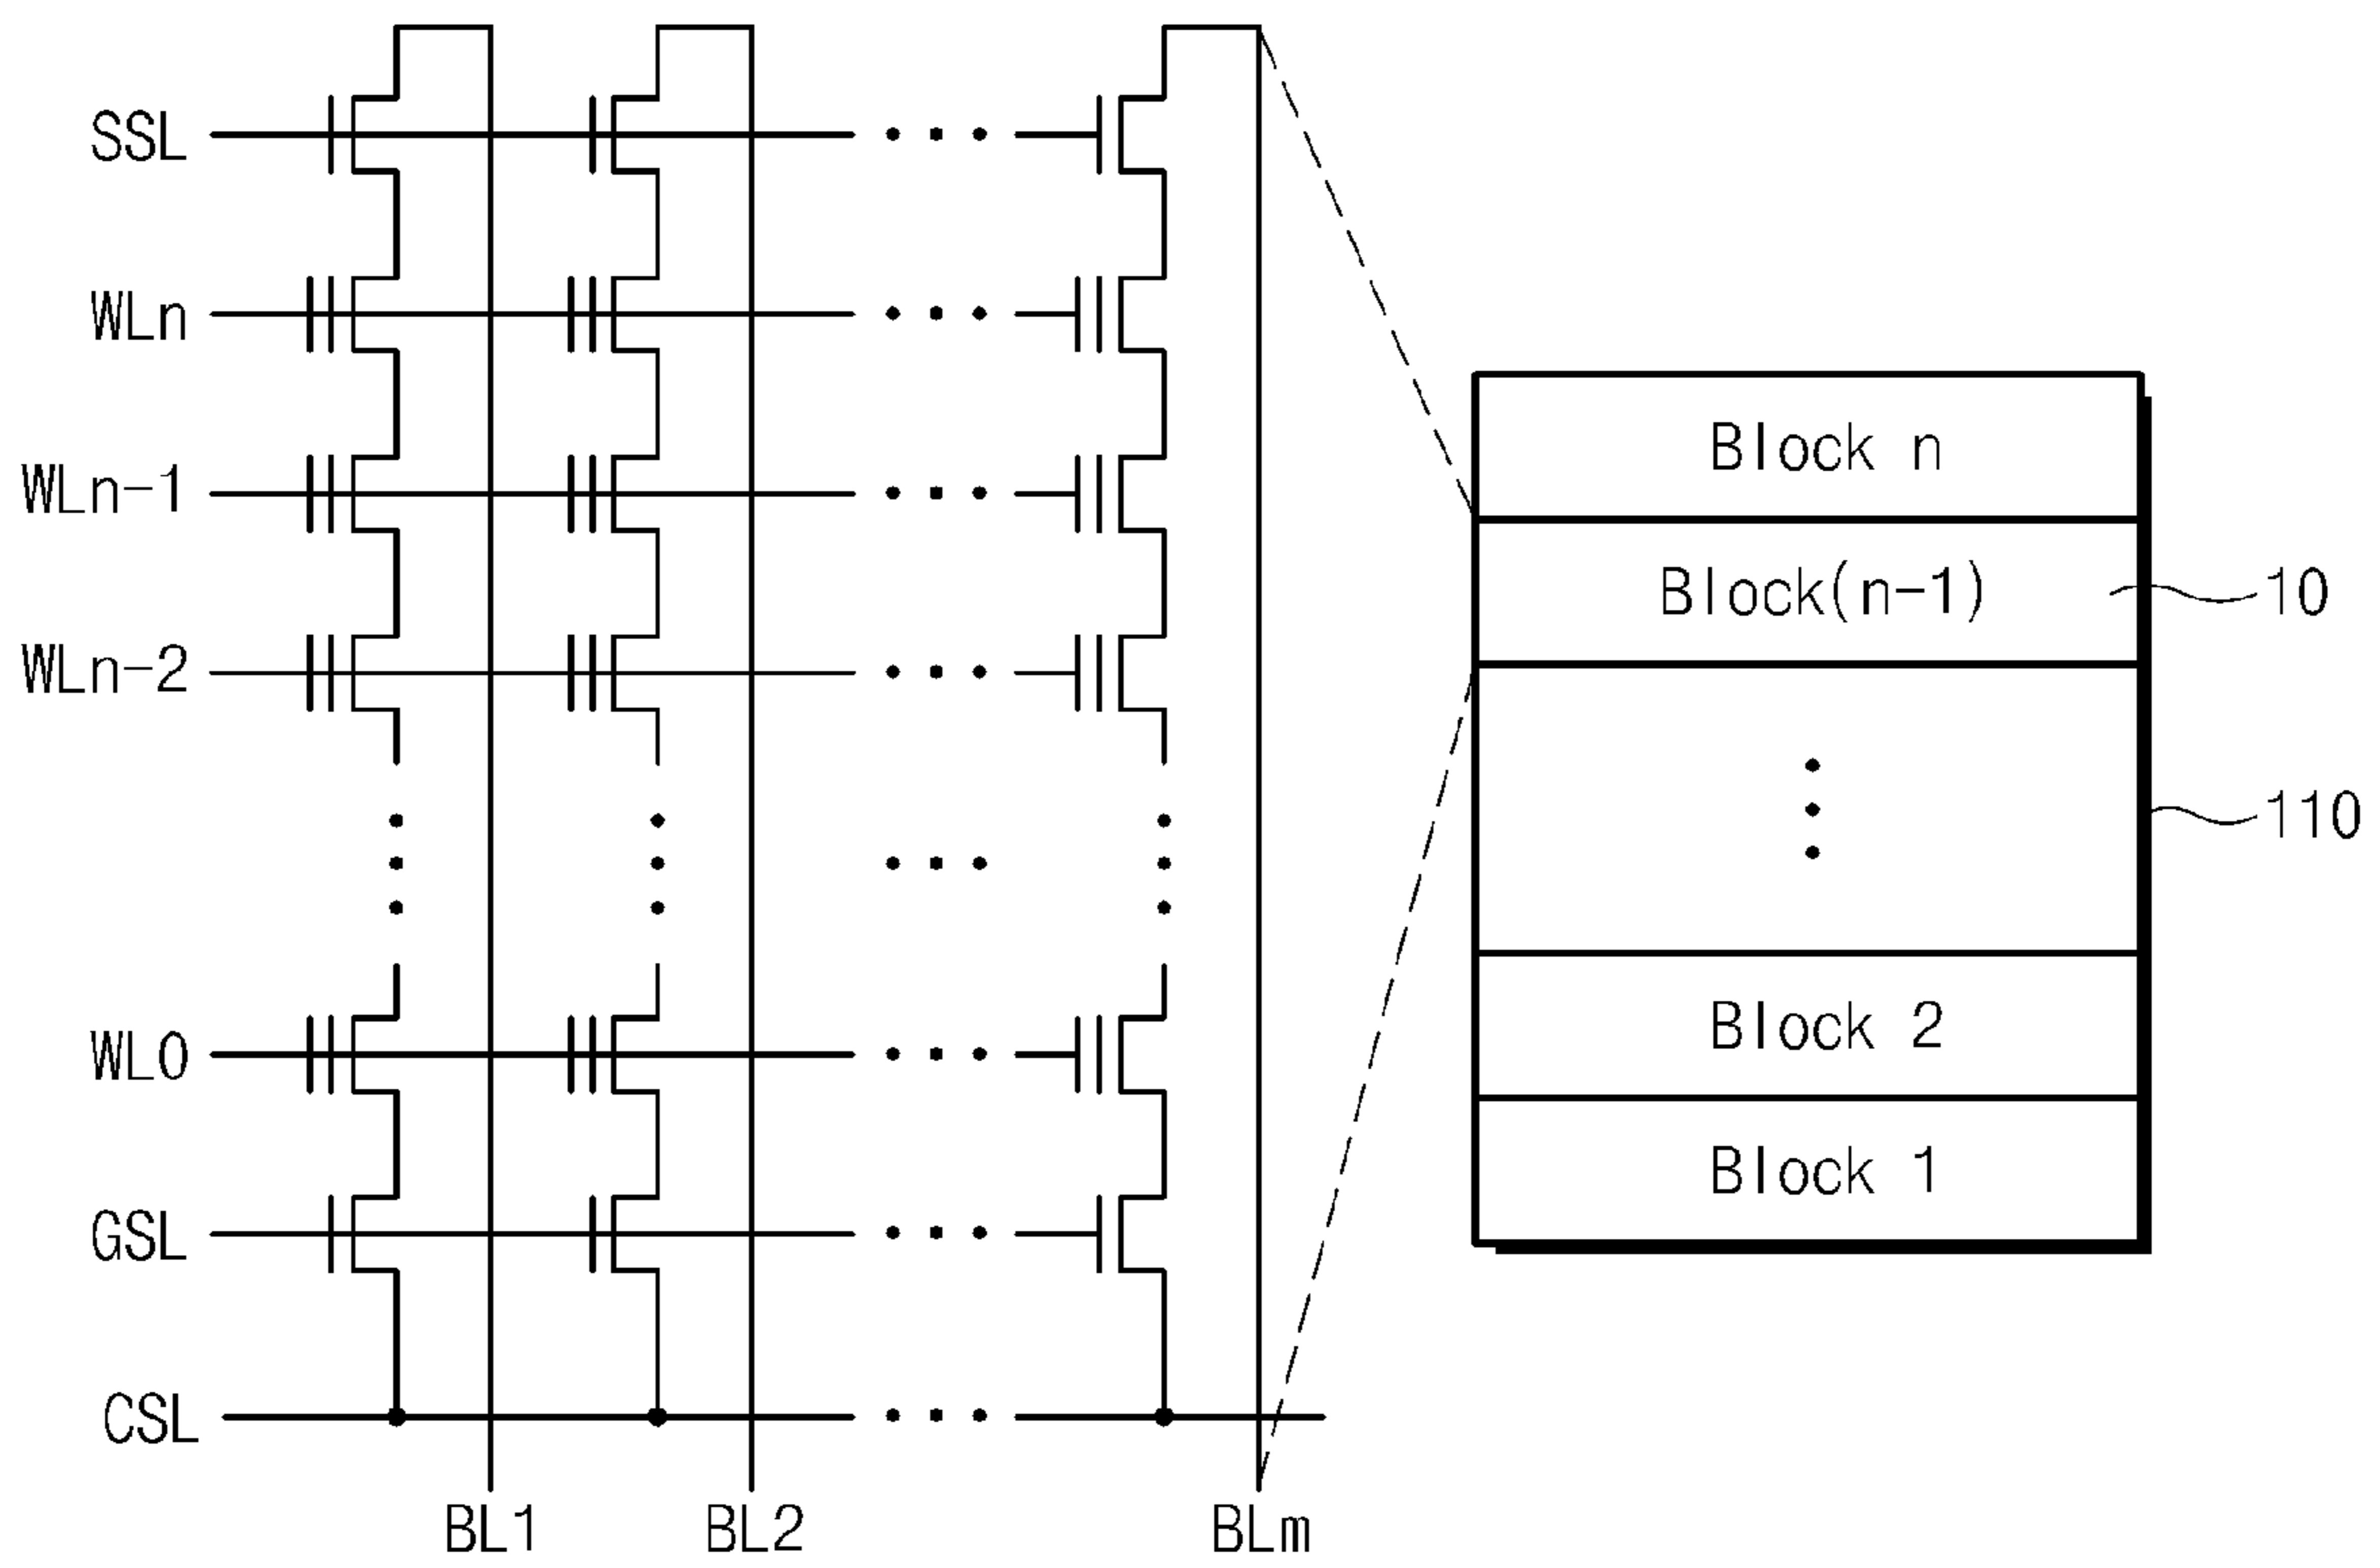 SSL
WLn
WLn-1
WLn-2
WL0
GSL
CSL
BL1
BL2
BLm
Block n
Block(n-1)
10
110
Block 2
Block 1